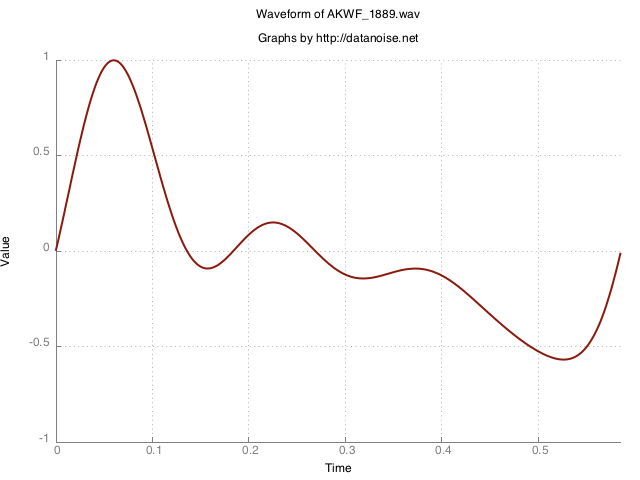 Waveform of AKWF_1889.wav
Graphs by http://datanoise.net
1
0.5
0
-0.5
-1
Value
0 0.1 0.2 0.3 0.4 0.5
Time